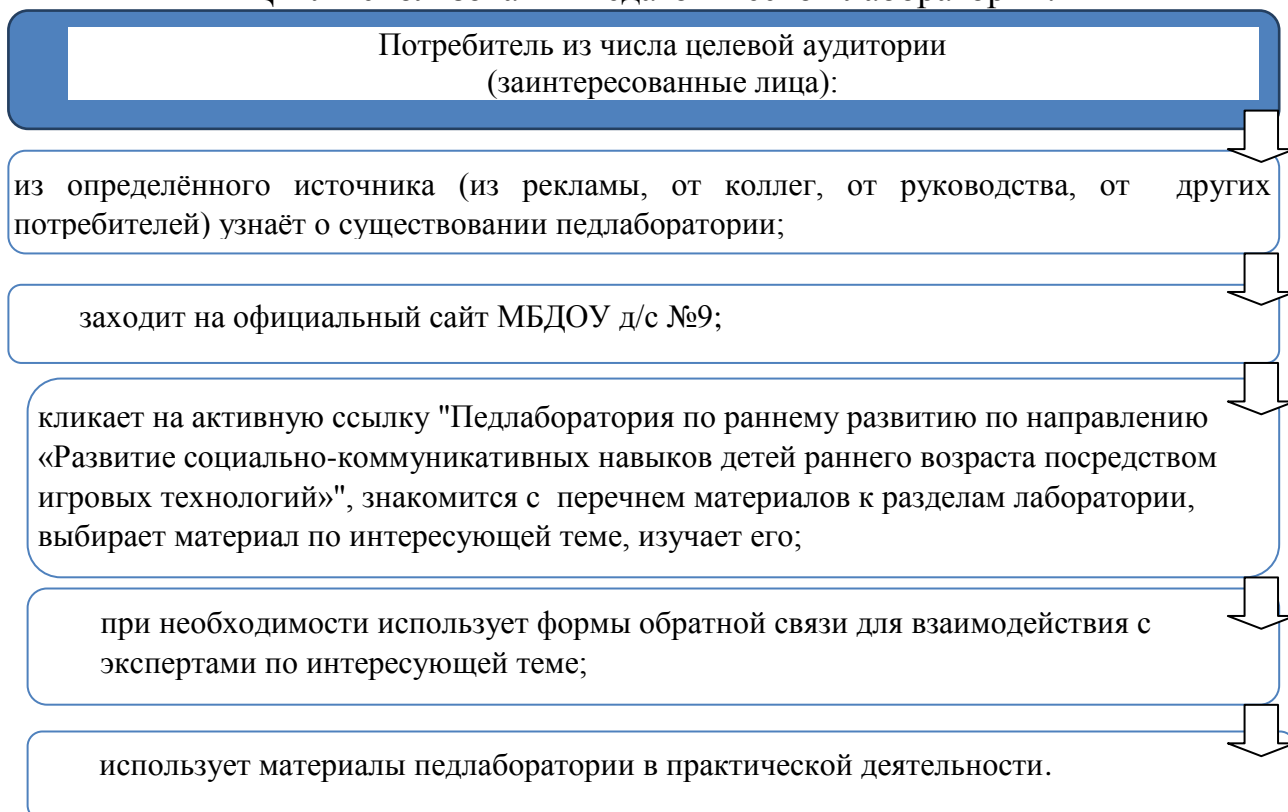 Потребитель из числа целевой аудитории
(заинтересованные лица):
из определённого источника (из рекламы, от коллег, от руководства, от других
потребителей) узнаёт о существовании педлаборатории;
заходит на официальный сайт МБДОУ д/с №9;
кликает на активную ссылку "Педлаборатория по раннему развитию по направлению
«Развитие социально-коммуникативных навыков детей раннего возраста посредством
игровых технологий»", знакомится с перечнем материалов к разделам лаборатории,
выбирает материал по интересующей теме, изучает его;
при необходимости использует формы обратной связи для взаимодействия с
экспертами по интересующей теме;
использует материалы педлаборатории в практической деятельности.